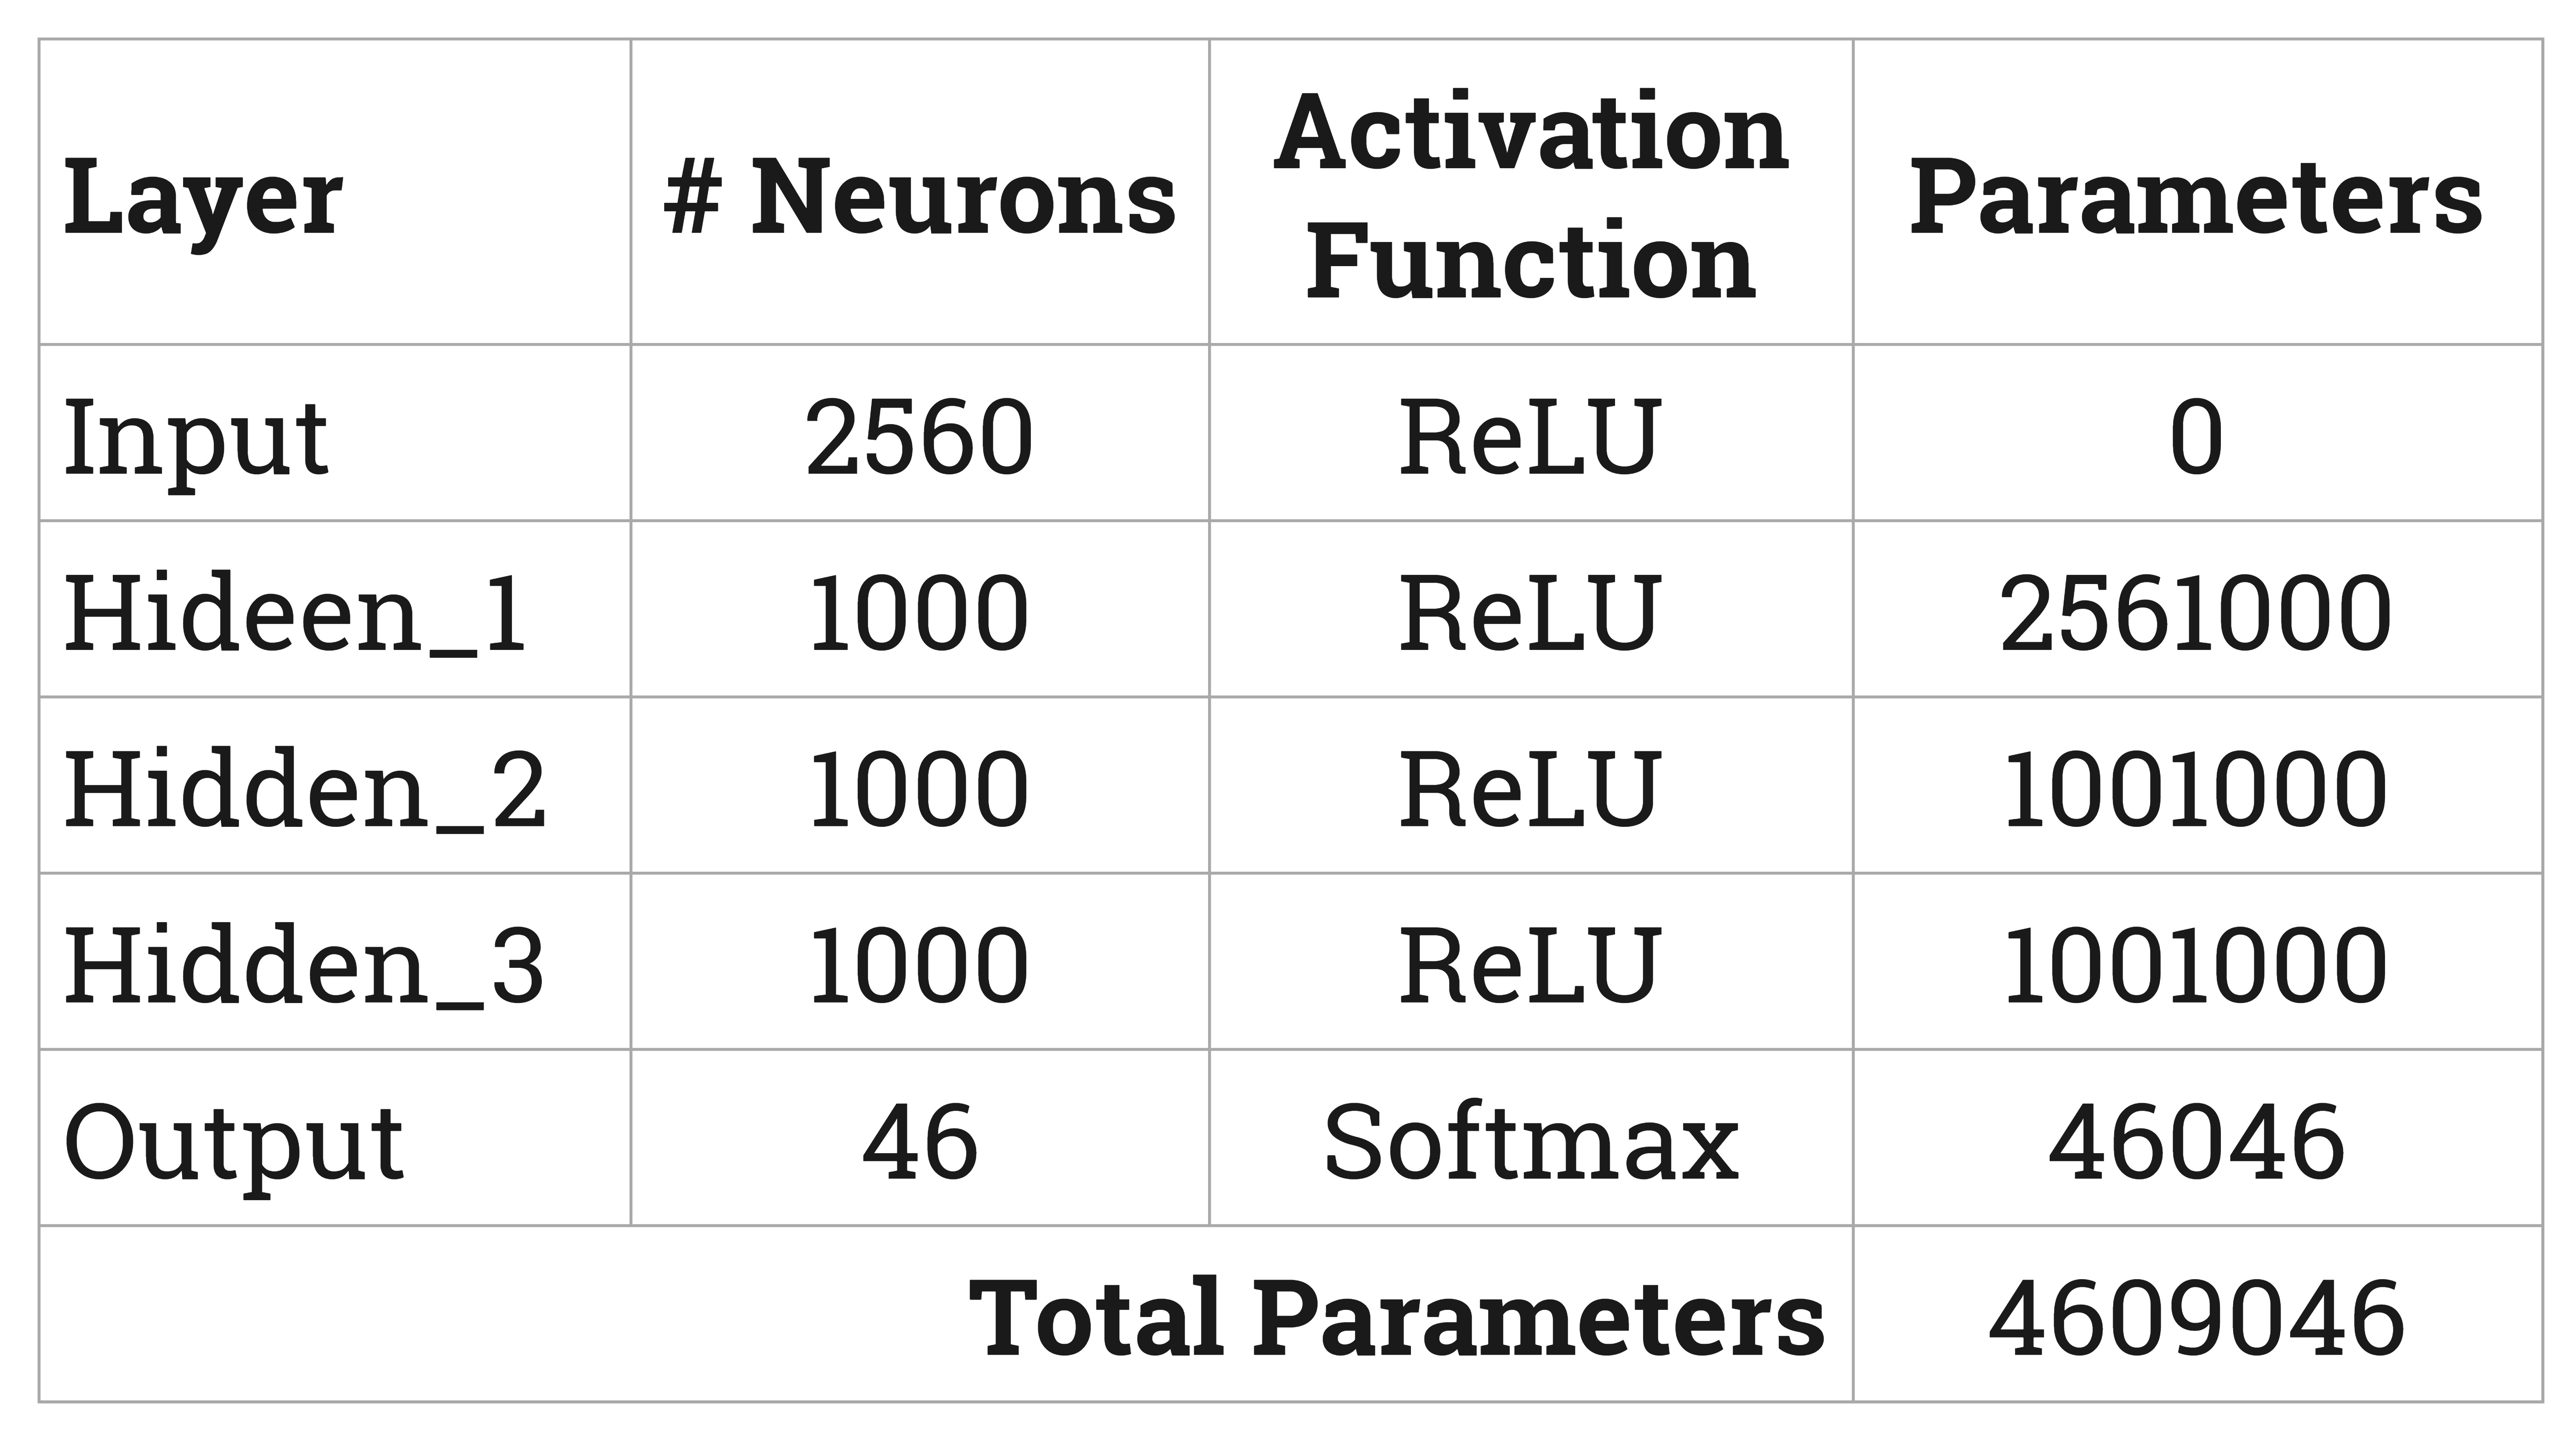 Layer # Neurons Activation Function Parameters
Input 2560 ReLU 0
Hideen_1 1000 ReLU 2561000
Hidden_2 1000 ReLU 1001000
Hidden_3 1000 ReLU 1001000
Output 46 Softmax 46046
Total Parameters 4609046